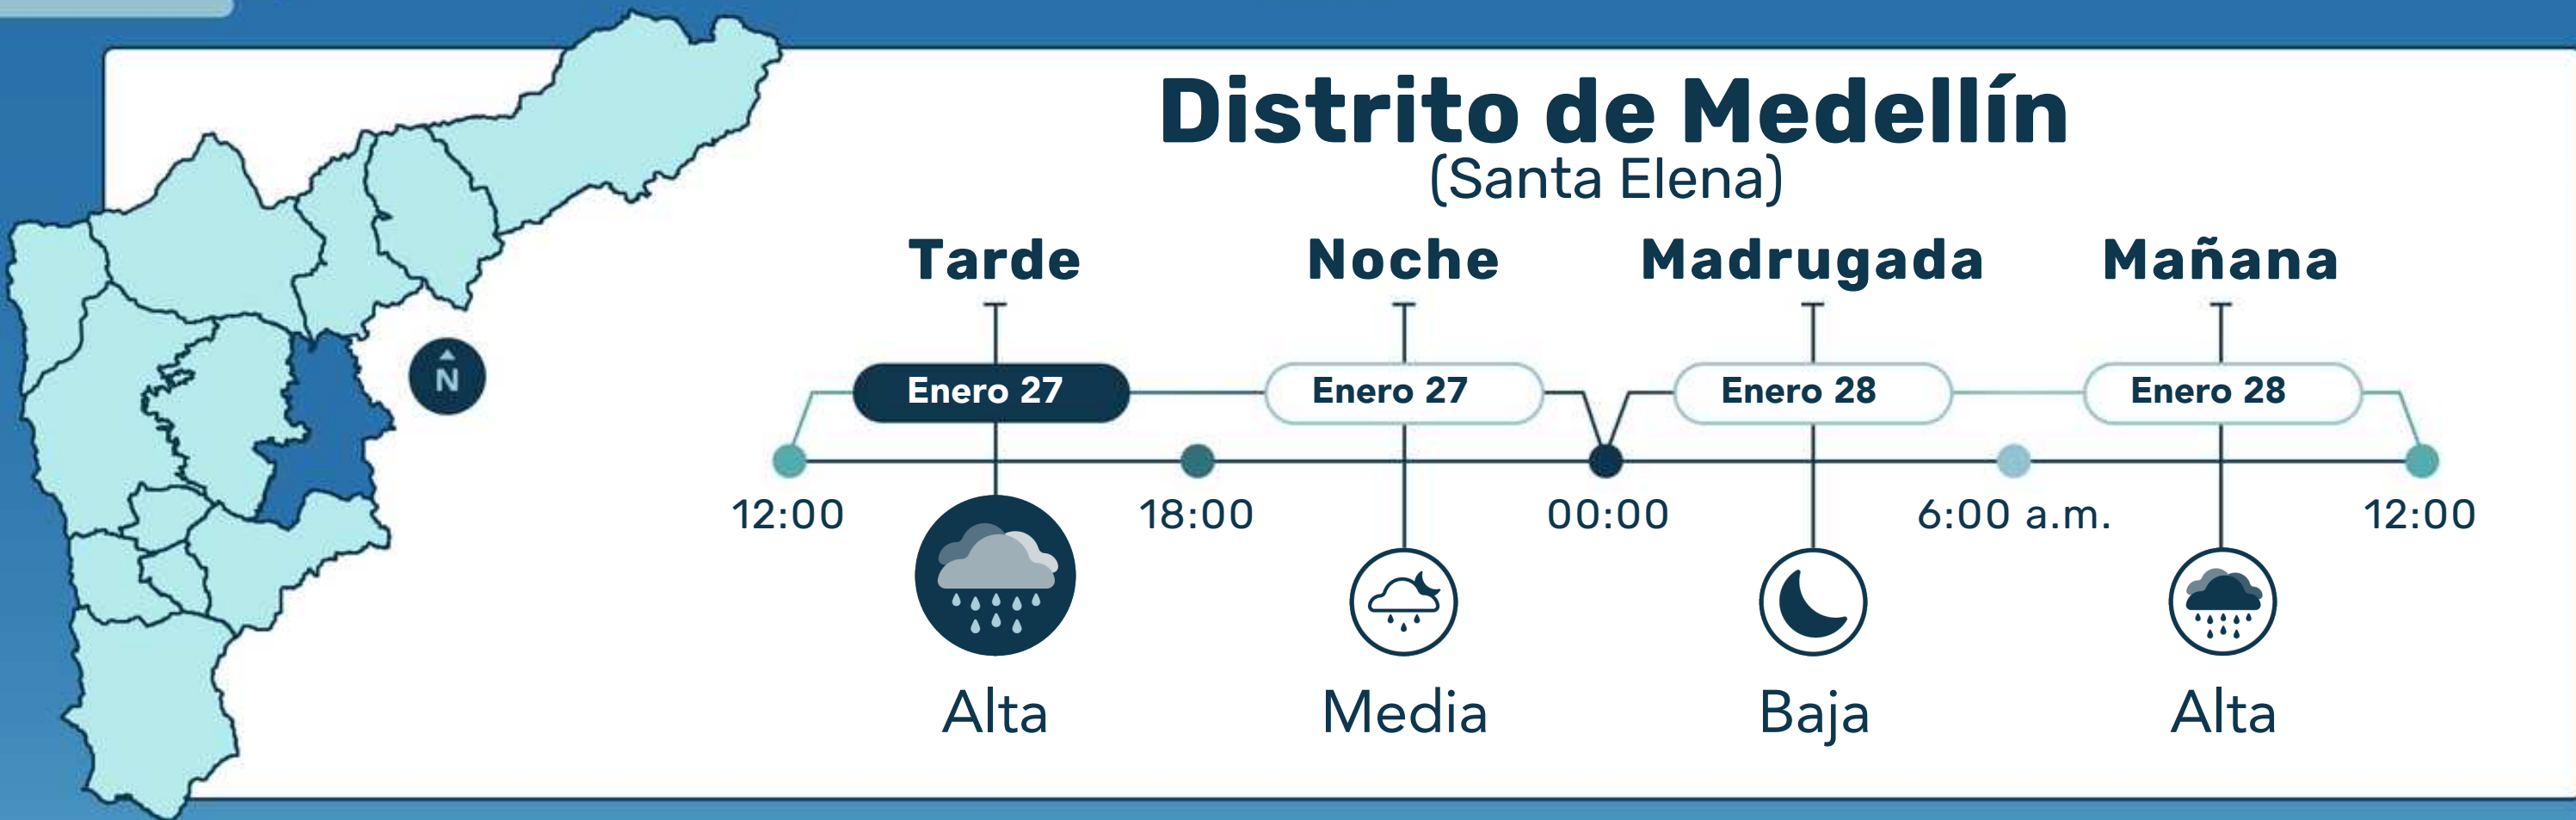 Distrito de Medellín
(Santa Elena)
Tarde Noche Madrugada Mañana
Enero 27 Enero 27 Enero 28 Enero 28
N
12:00 18:00 00:00 6:00 a.m. 12:00
Alta Media Baja Alta